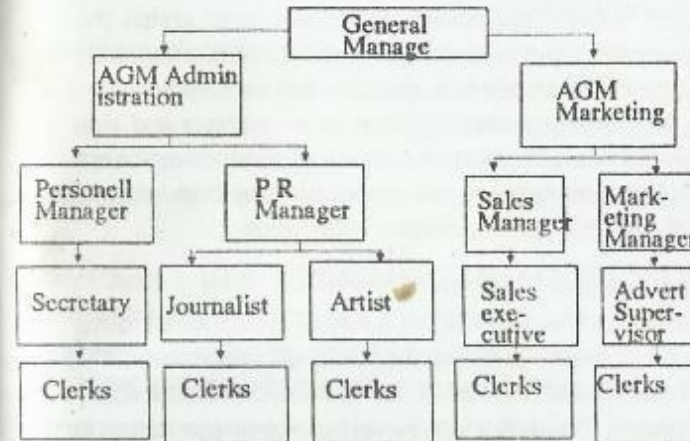 General
Manage
AGM Admin
istration
AGM
Marketing
Personell
Manager
P R
Manager
Sales
Manager
Mark-
eting
Manager
Secretary
Journalist
Artist
Sales
exe-
cutive
Advert
Super-
visor
Clerks
Clerks
Clerks
Clerks
Clerks